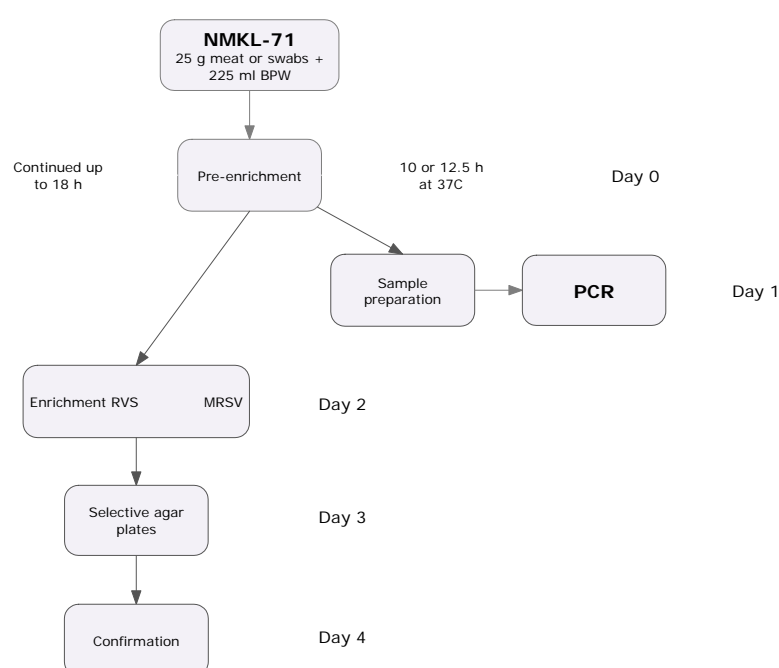 NMKL-71
25 g meat or swabs +
225 ml BPW
Continued up
to 18 h
Pre-enrichment
10 or 12.5 h
at 37C
Day 0
Sample
preparation
PCR
Day 1
Enrichment RVS MRSV
Day 2
Selective agar
plates
Day 3
Confirmation
Day 4